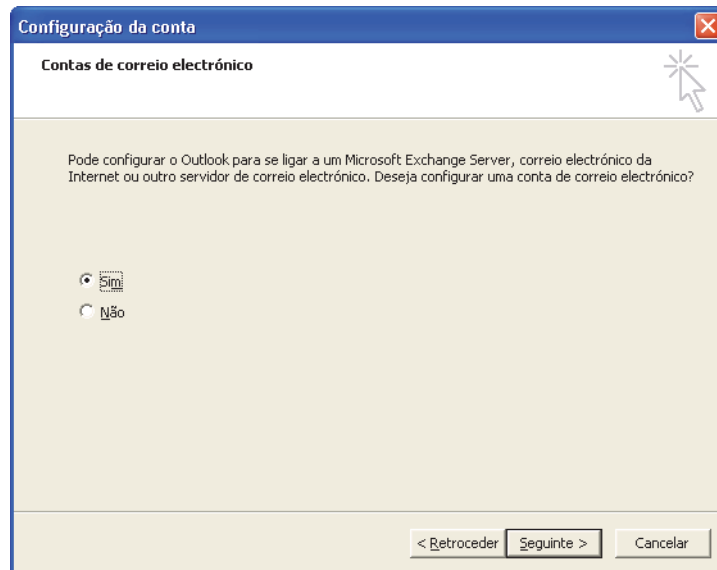 Configuração da conta
Contas de correio electrónico
Pode configurar o Outlook para se ligar a um Microsoft Exchange Server, correio electrónico da
Internet ou outro servidor de correio electrónico. Deseja configurar uma conta de correio electrónico?
Sim
Não
< Retroceder Seguinte > Cancelar